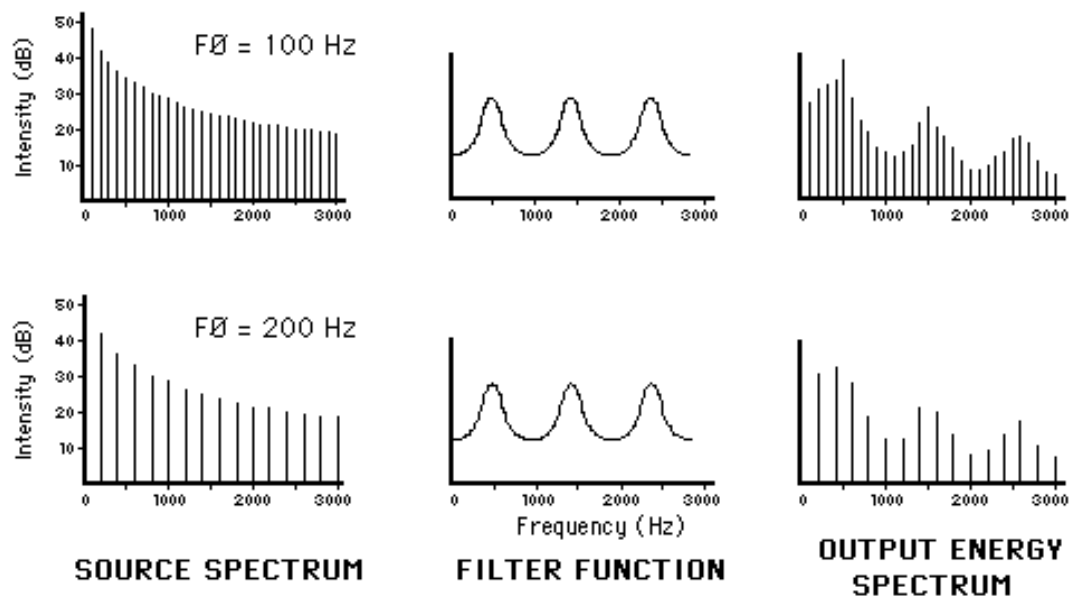 50
40
30
20
10
Intensity (dB)
FØ = 100 Hz
0 1000 2000 3000
0 1000 2000 3000
0 1000 2000 3000
50
40
30
20
10
Intensity (dB)
FØ = 200 Hz
0 1000 2000 3000
0 1000 2000 3000
Frequency (Hz)
0 1000 2000 3000
SOURCE SPECTRUM
FILTER FUNCTION
OUTPUT ENERGY
SPECTRUM